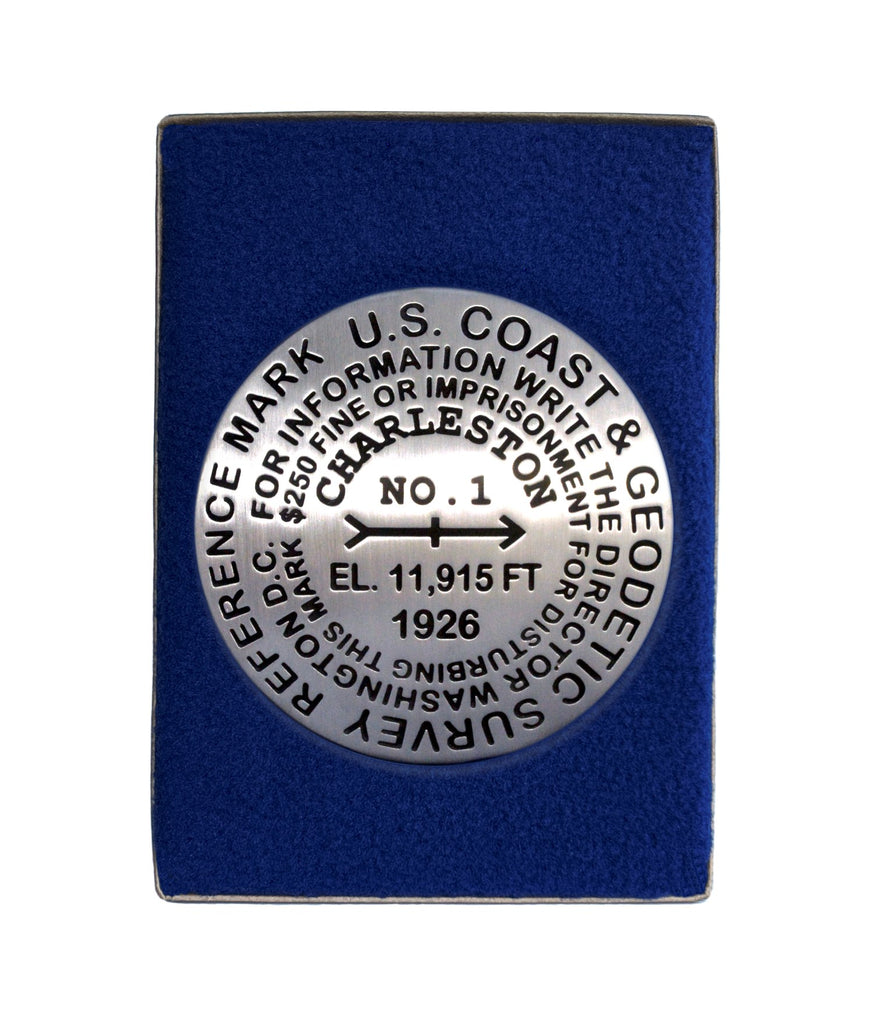 U.S. COAST & GEODETIC SURVEY REFERENCE MARK
FOR INFORMATION WRITE THE DIRECTOR WASHINGTON D.C.
$250 FINE OR IMPRISONMENT FOR DISTURBING THIS MARK
CHARLESTON
NO. 1
EL. 11,915 FT
1926